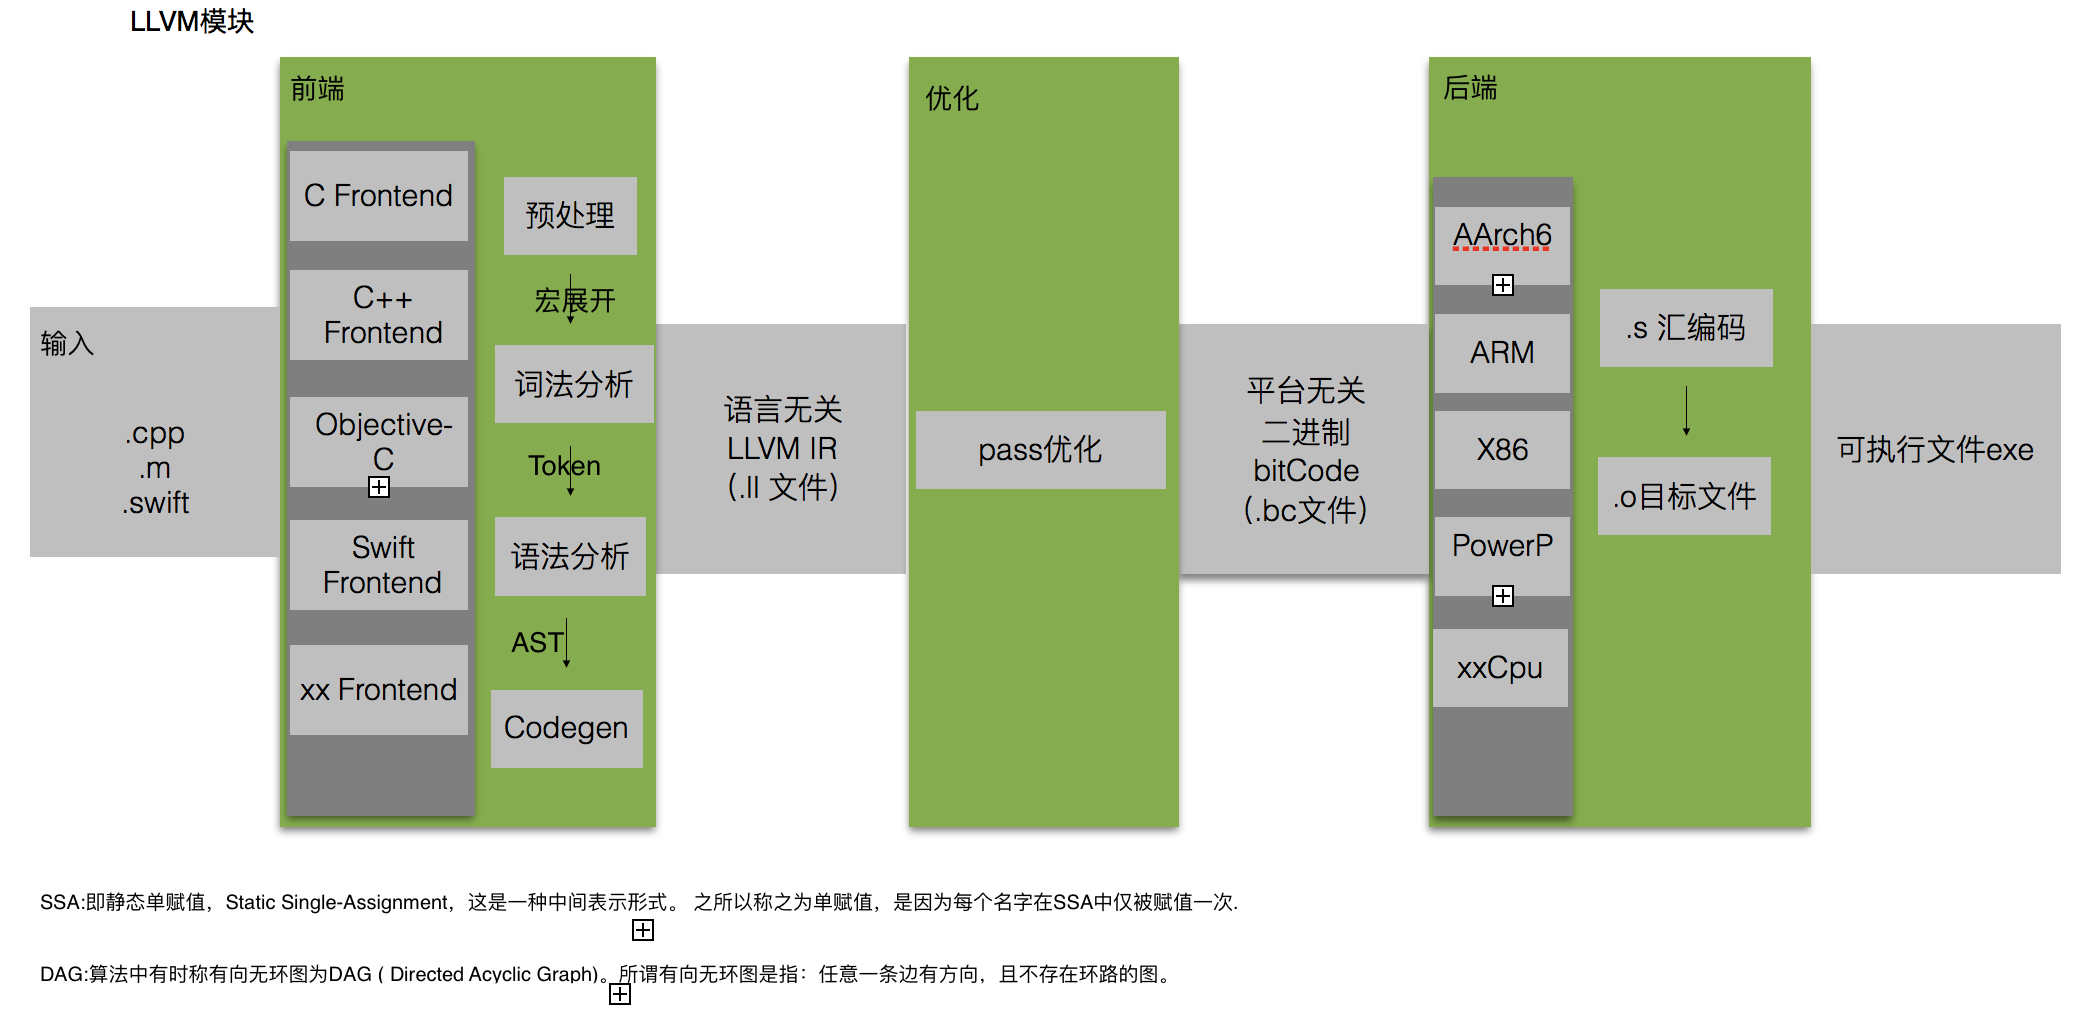 LLVM模块
输入
.cpp
.m
.swift
前端
C Frontend
C++
Frontend
Objective-
C
Swift
Frontend
xx Frontend
预处理
宏展开
词法分析
Token
语法分析
AST
Codegen
语言无关
LLVM IR
(.ll 文件)
优化
pass优化
平台无关
二进制
bitCode
(.bc文件)
后端
AArch6
ARM
X86
PowerP
xxCpu
.s 汇编码
.o目标文件
可执行文件exe
SSA:即静态单赋值，Static Single-Assignment，这是一种中间表示形式。 之所以称之为单赋值，是因为每个名字在SSA中仅被赋值一次.
DAG:算法中有时称有向无环图为DAG ( Directed Acyclic Graph)。所谓有向无环图是指：任意一条边有方向，且不存在环路的图。